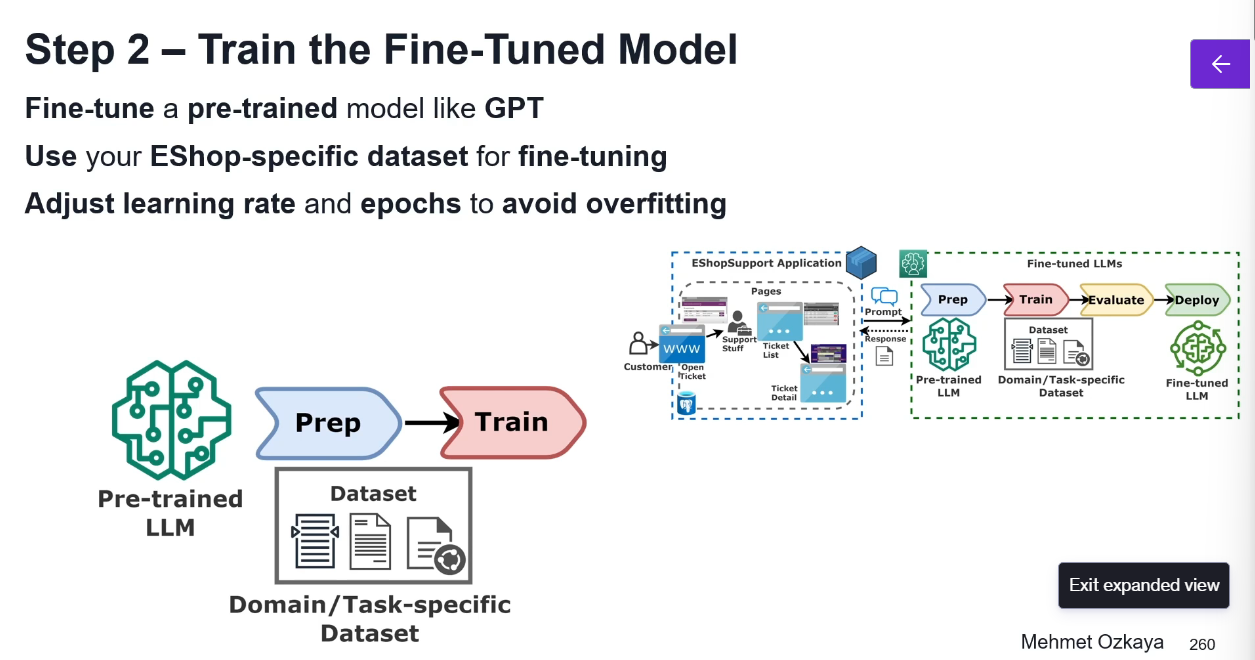 Step 2 – Train the Fine-Tuned Model
Fine-tune a pre-trained model like GPT
Use your EShop-specific dataset for fine-tuning
Adjust learning rate and epochs to avoid overfitting
EShopSupport Application
Pages
Customer
WWW
Open
Ticket
Support
Stuff
Ticket
List
Ticket
Detail
Prompt
Response
Fine-tuned LLMs
Prep
Train
Evaluate
Deploy
Pre-trained
LLM
Dataset
Domain/Task-specific
Dataset
Fine-tuned
LLM
Prep
Train
Pre-trained
LLM
Dataset
Domain/Task-specific
Dataset
Exit expanded view
Mehmet Ozkaya
260